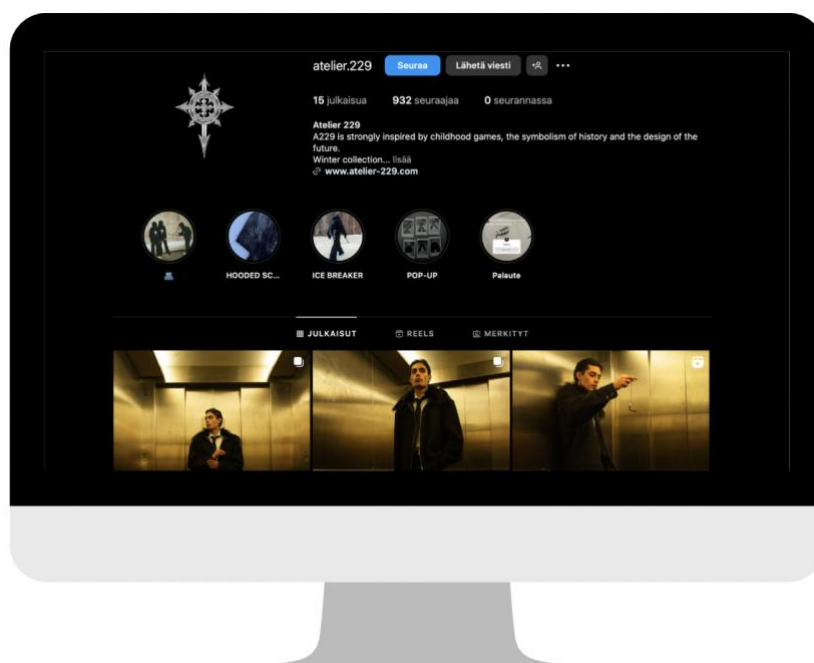 atelier.229 Seuraa Lähetä viesti
15 julkaisua 932 seuraajaa 0 seurannassa
Atelier 229
A229 is strongly inspired by childhood games, the symbolism of history and the design of the
future.
Winter collection... lisää
www.atelier-229.com
HOODED SC... ICE BREAKER POP-UP Palaute
JULKAISUT REELS MERKITYT